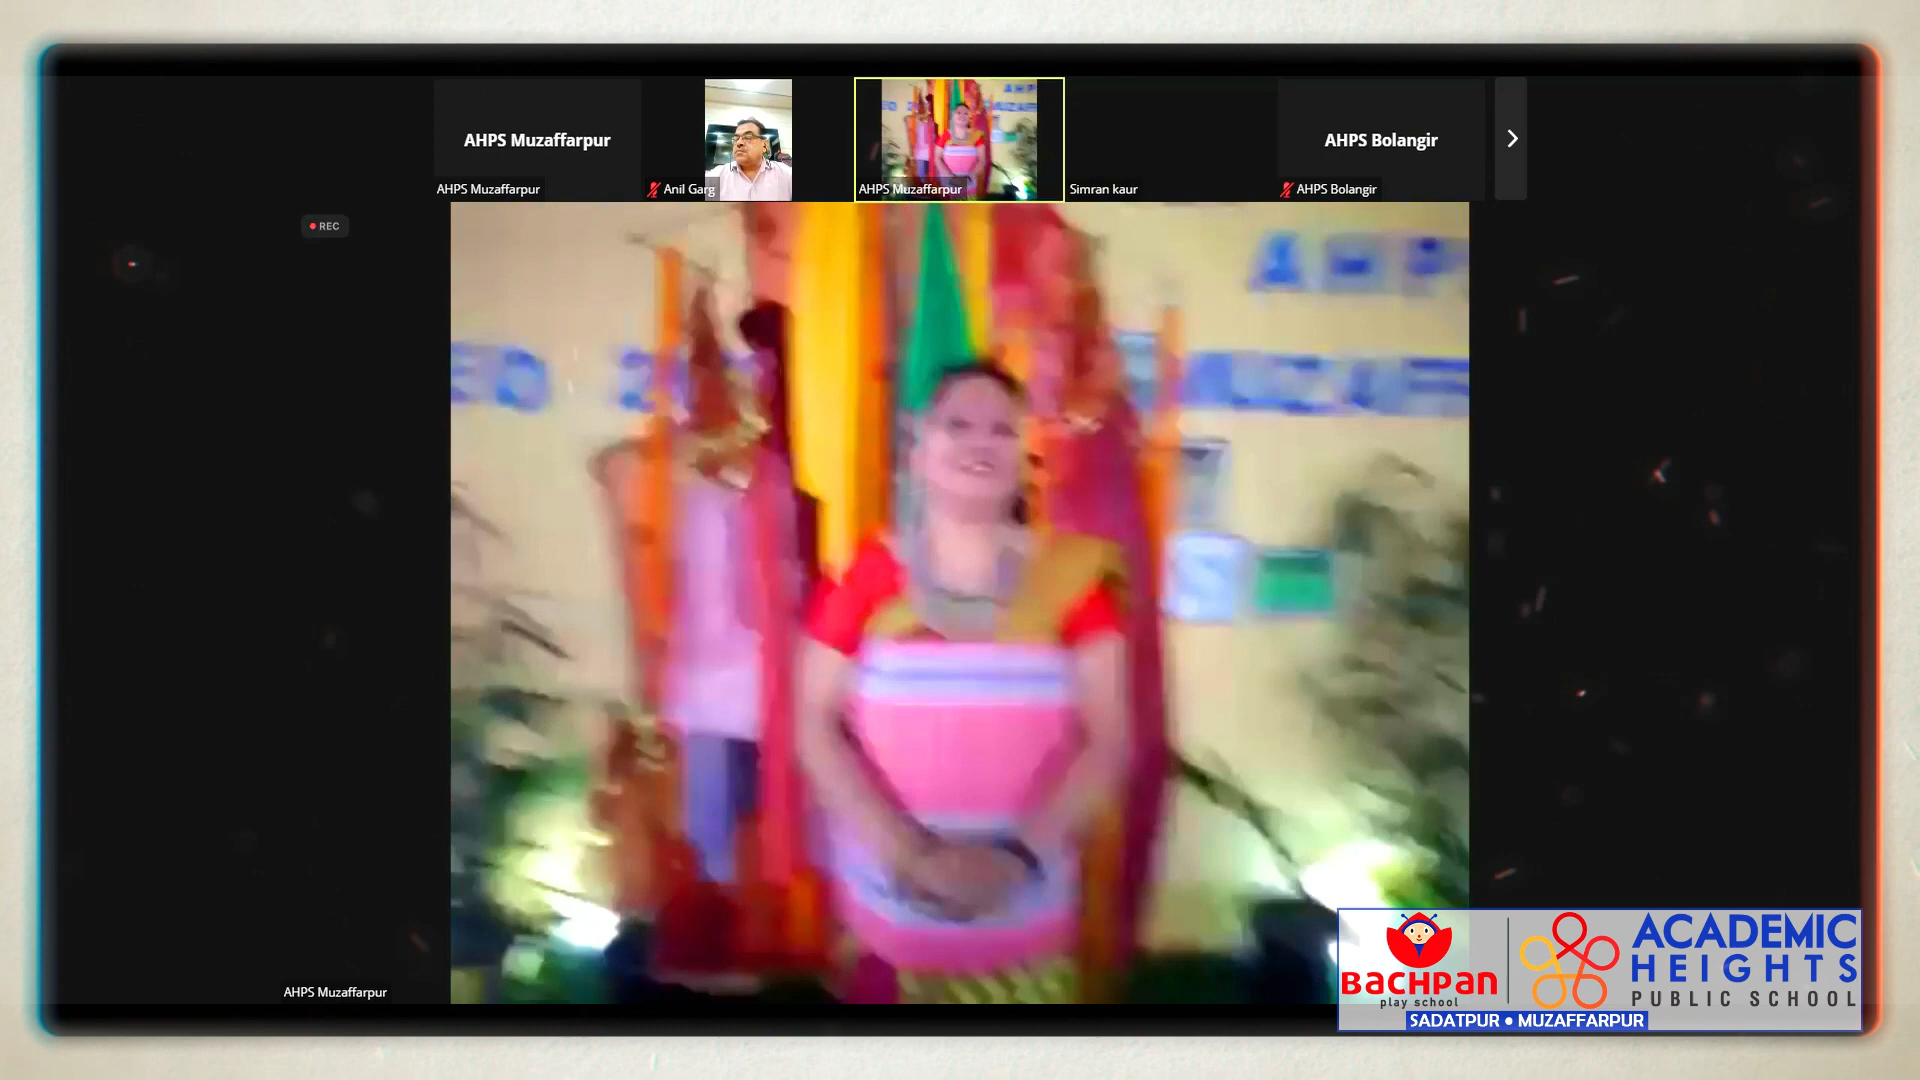 AHPS Muzaffarpur
AHPS Bolangir
AHPS Muzaffarpur
Anil Garg
AHPS Muzaffarpur
Simran kaur
AHPS Bolangir
REC
AHP
AHPS Muzaffarpur
BACHPAN
play school
ACADEMIC
HEIGHTS
PUBLIC SCHOOL
SADATPUR • MUZAFFARPUR